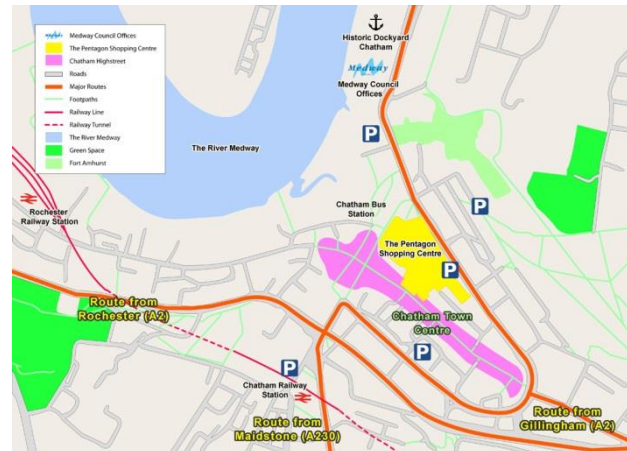 Medway Council Offices
The Pentagon Shopping Centre
Chatham Highstreet
Roads
Major Routes
Footpaths
Railway Line
Railway Tunnel
The River Medway
Green Space
Fort Amhurst
Historic Dockyard
Chatham
Medway
Medway Council
Offices
P
The River Medway
Rochester
Railway Station
Chatham Bus
Station
P
The Pentagon
Shopping Centre
P
Route from
Rochester (A2)
Chatham Town
Centre
P
P
Chatham Railway
Station
Route from
Maidstone (A230)
Route from
Gillingham (A2)